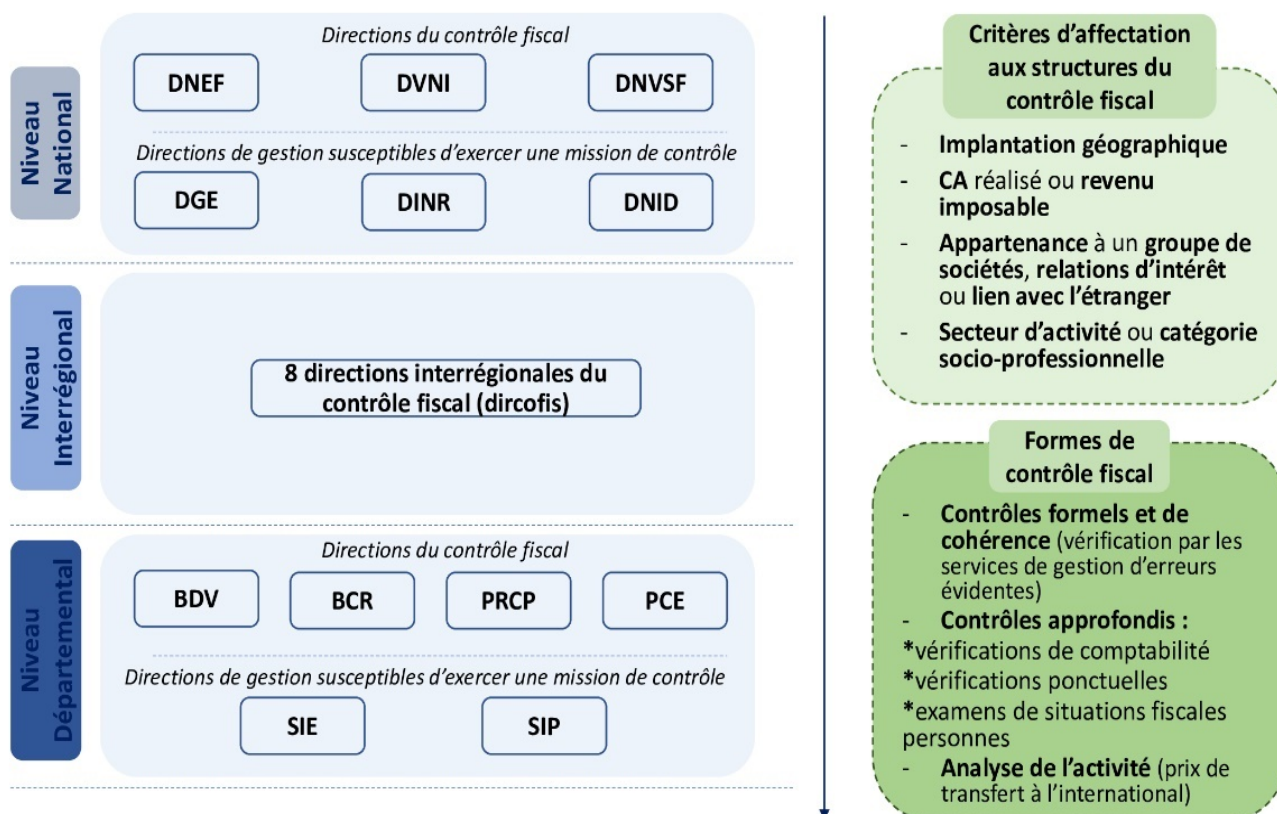 Niveau
National
Directions du contrôle fiscal
DNEF
DVNI
DNVSF
Directions de gestion susceptibles d'exercer une mission de contrôle
DGE
DINR
DNID
Niveau
Interrégional
8 directions interrégionales du
contrôle fiscal (dircofis)
Niveau
Départemental
Directions du contrôle fiscal
BDV
BCR
PRCP
PCE
Directions de gestion susceptibles d'exercer une mission de contrôle
SIE
SIP
Critères d'affectation
aux structures du
contrôle fiscal
- Implantation géographique
- CA réalisé ou revenu
imposable
- Appartenance à un groupe de
sociétés, relations d'intérêt
ou lien avec l'étranger
- Secteur d'activité ou catégorie
socio-professionnelle
Formes de
contrôle fiscal
- Contrôles formels et de
cohérence (vérification par les
services de gestion d'erreurs
évidentes)
- Contrôles approfondis :
*vérifications de comptabilité
*vérifications ponctuelles
*examens de situations fiscales
personnes
- Analyse de l'activité (prix de
transfert à l'international)